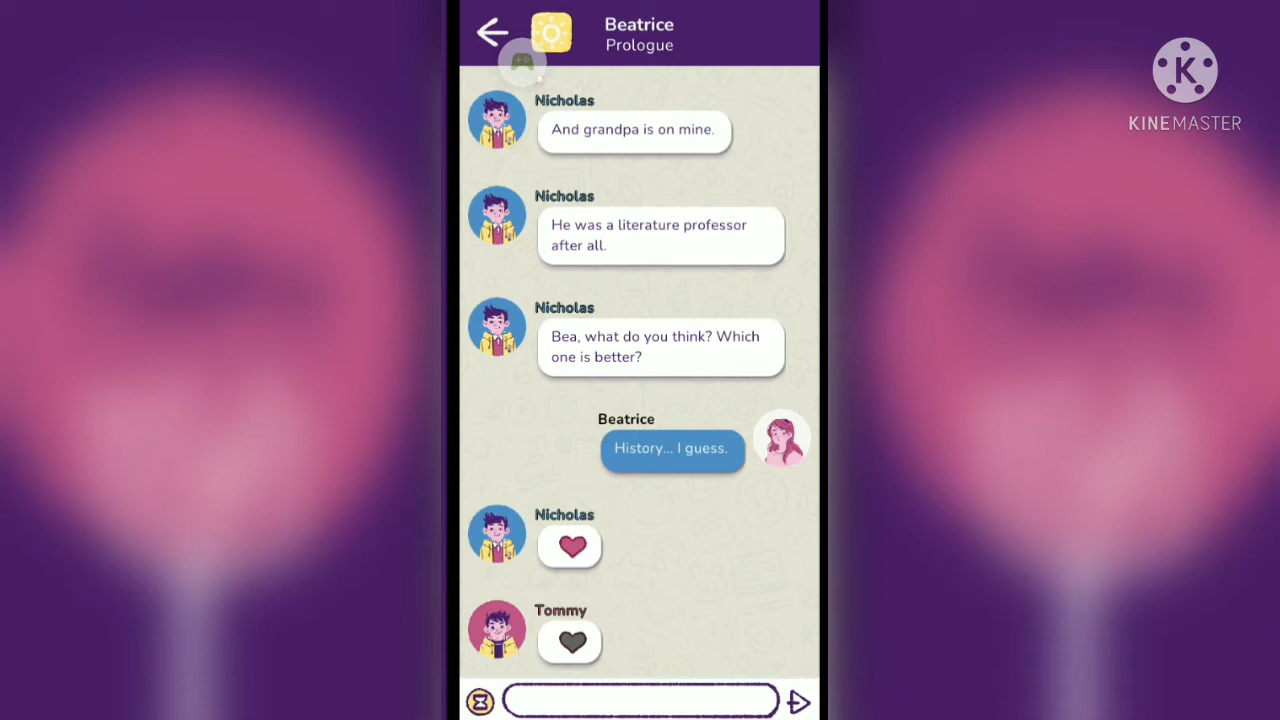 Beatrice
Prologue
K
KINEMASTER
Nicholas
And grandpa is on mine.
Nicholas
He was a literature professor
after all.
Nicholas
Bea, what do you think? Which
one is better?
Beatrice
History... I guess.
Nicholas
Tommy